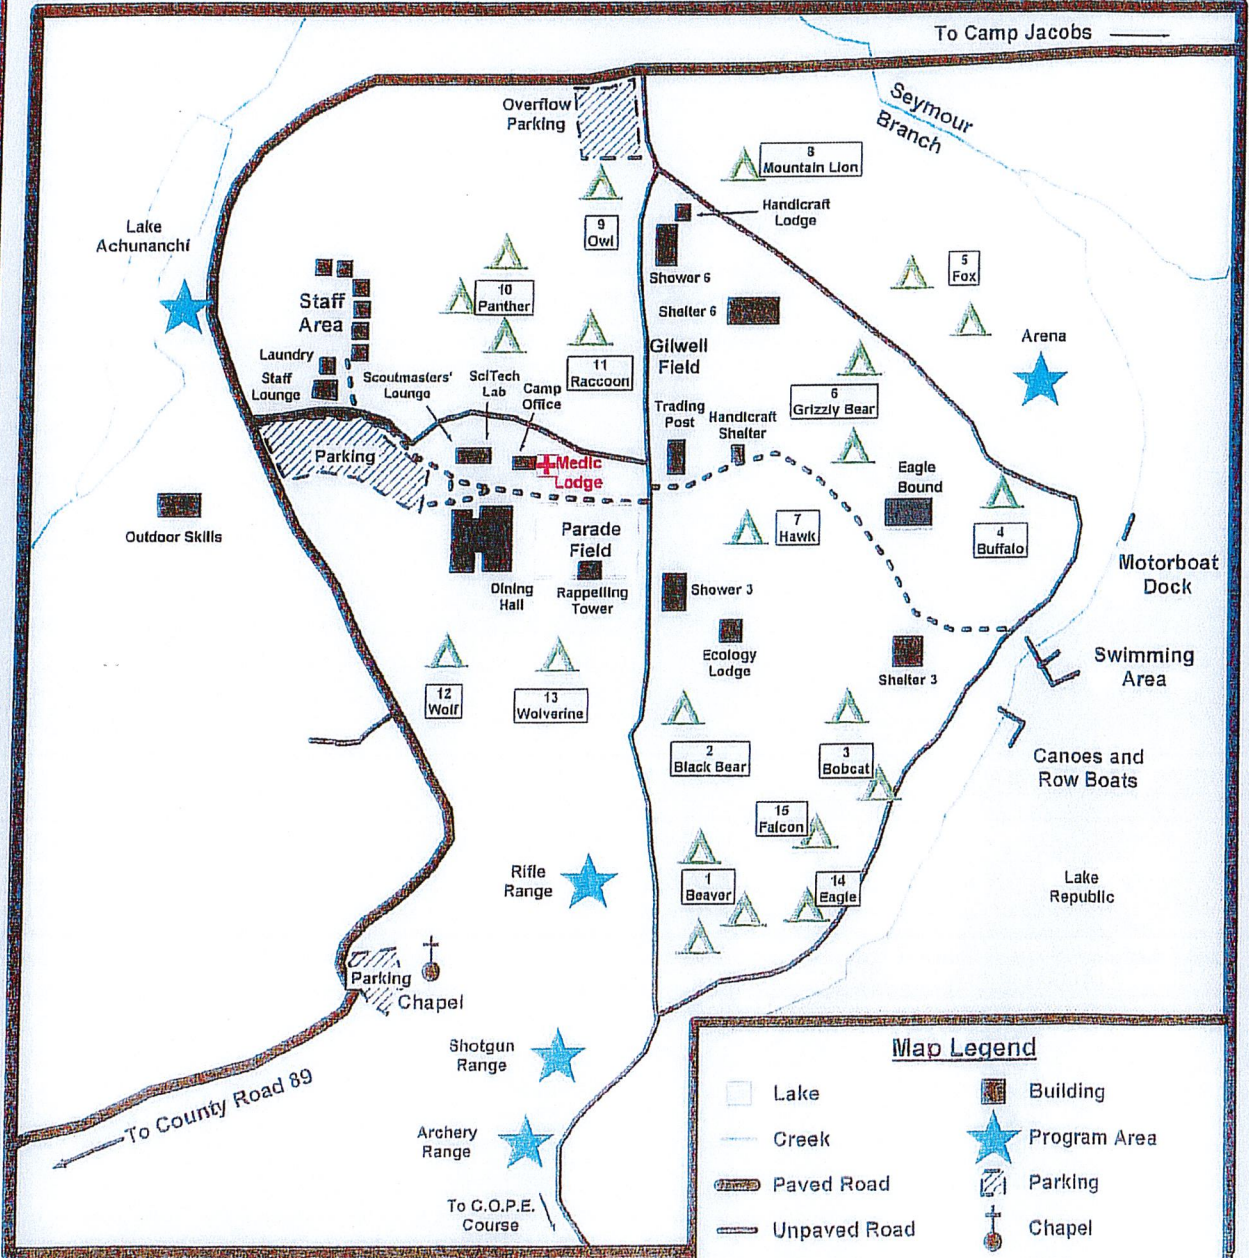 To Camp Jacobs
Overflow
Parking
Seymour
Branch
8
Mountain Lion
Handicraft
Lodge
9
Owl
Lake
Achunanchi
Shower 6
5
Fox
10
Panther
Staff
Area
Shelter 6
Arena
Laundry
Gilwell
Field
11
Raccoon
Staff
Lounge
Scoutmasters'
Lounge
SciTech
Lab
Camp
Office
6
Grizzly Bear
Trading
Post
Handicraft
Shelter
Parking
Medic
Lodge
Eagle
Bound
Outdoor Skills
Parade
Field
7
Hawk
4
Buffalo
Motorboat
Dock
Dining
Hall
Rappelling
Tower
Shower 3
Ecology
Lodge
Shelter 3
Swimming
Area
12
Wolf
13
Wolverine
2
Black Bear
3
Bobcat
Canoes and
Row Boats
15
Falcon
Rifle
Range
1
Beaver
14
Eagle
Lake
Republic
Parking
Chapel
Shotgun
Range
To County Road 89
Archery
Range
To C.O.P.E.
Course
Map Legend
Lake
Building
Creek
Program Area
Paved Road
Parking
Unpaved Road
Chapel